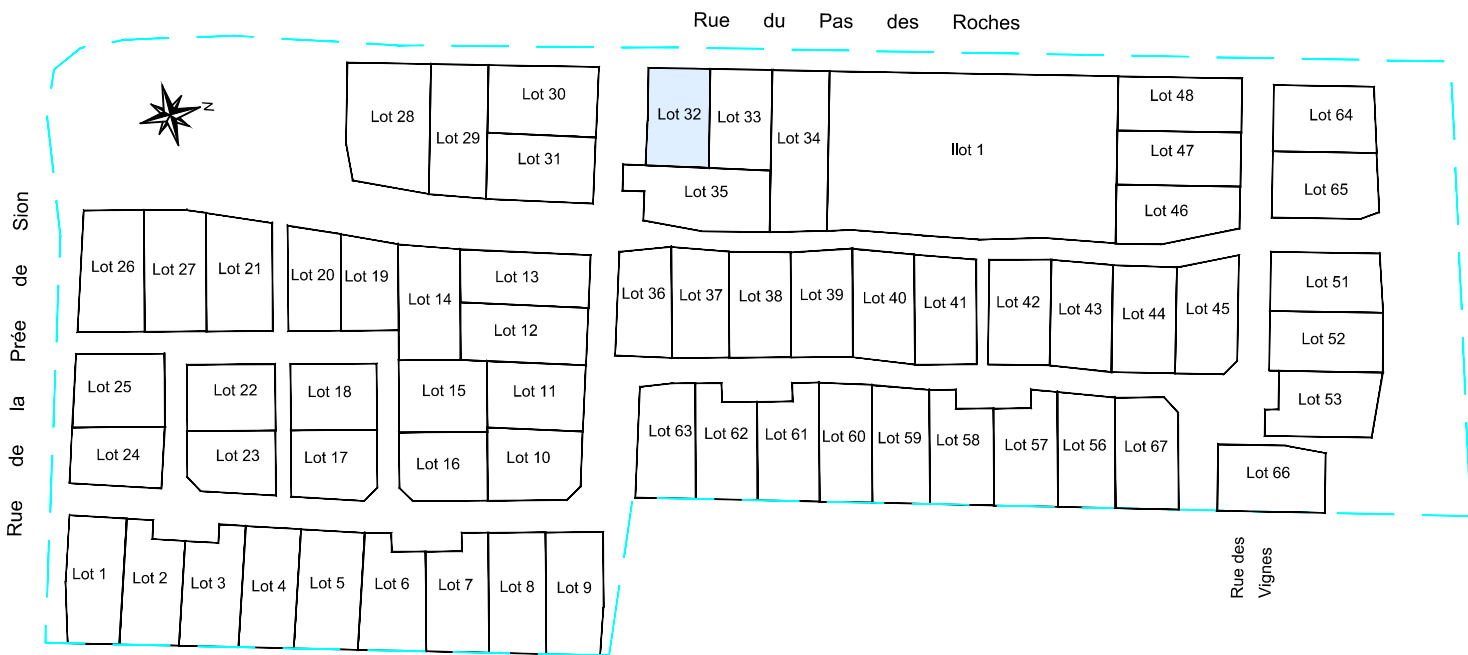 Rue du Pas des Roches
N
Lot 28
Lot 29
Lot 30
Lot 31
Lot 32
Lot 33
Lot 34
Lot 35
Ilot 1
Lot 48
Lot 47
Lot 46
Lot 64
Lot 65
Rue de la Prée de Sion
Lot 26
Lot 27
Lot 21
Lot 20
Lot 19
Lot 14
Lot 13
Lot 12
Lot 36
Lot 37
Lot 38
Lot 39
Lot 40
Lot 41
Lot 42
Lot 43
Lot 44
Lot 45
Lot 51
Lot 52
Lot 53
Lot 25
Lot 24
Lot 22
Lot 23
Lot 18
Lot 17
Lot 15
Lot 16
Lot 11
Lot 10
Lot 63
Lot 62
Lot 61
Lot 60
Lot 59
Lot 58
Lot 57
Lot 56
Lot 67
Lot 66
Lot 1
Lot 2
Lot 3
Lot 4
Lot 5
Lot 6
Lot 7
Lot 8
Lot 9
Rue des
Vignes